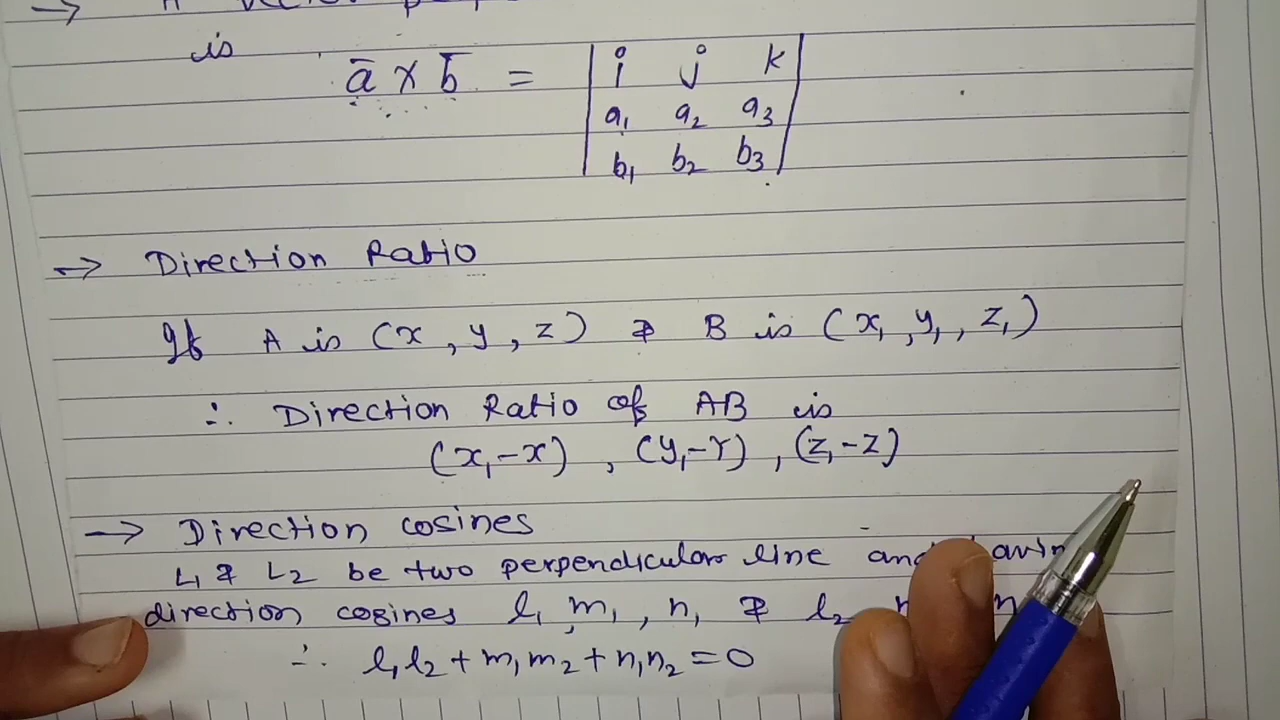 → A vector
is
a̅ × b̅ = | i j k |
| a₁ a₂ a₃ |
| b₁ b₂ b₃ |
→ Direction Ratio
If A is (x, y, z) & B is (x₁, y₁, z₁)
∴ Direction Ratio of AB is
(x₁-x), (y₁-Y), (z₁-z)
→ Direction cosines
L₁ & L₂ be two perpendicular line and
direction cosines l₁, m₁, n₁ & l₂
∴ l₁l₂ + m₁m₂ + n₁n₂ = 0